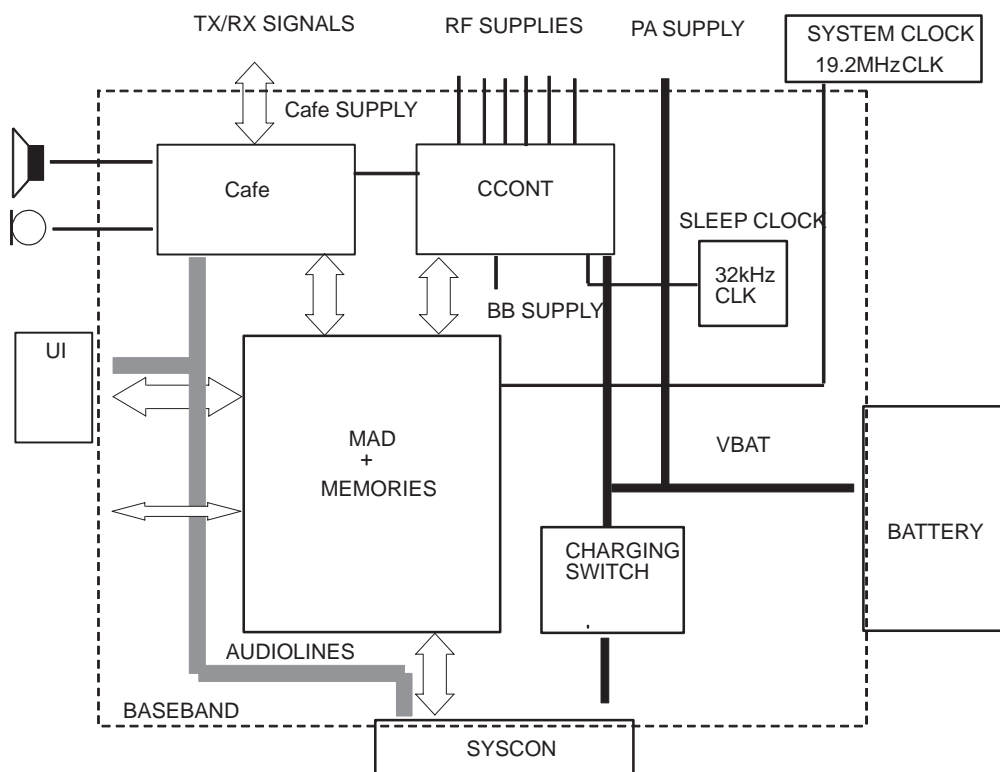 TX/RX SIGNALS
RF SUPPLIES
PA SUPPLY
SYSTEM CLOCK
19.2MHzCLK
Cafe SUPPLY
Cafe
CCONT
SLEEP CLOCK
32kHz
CLK
BB SUPPLY
UI
MAD
+
MEMORIES
VBAT
CHARGING
SWITCH
BATTERY
AUDIOLINES
BASEBAND
SYSCON